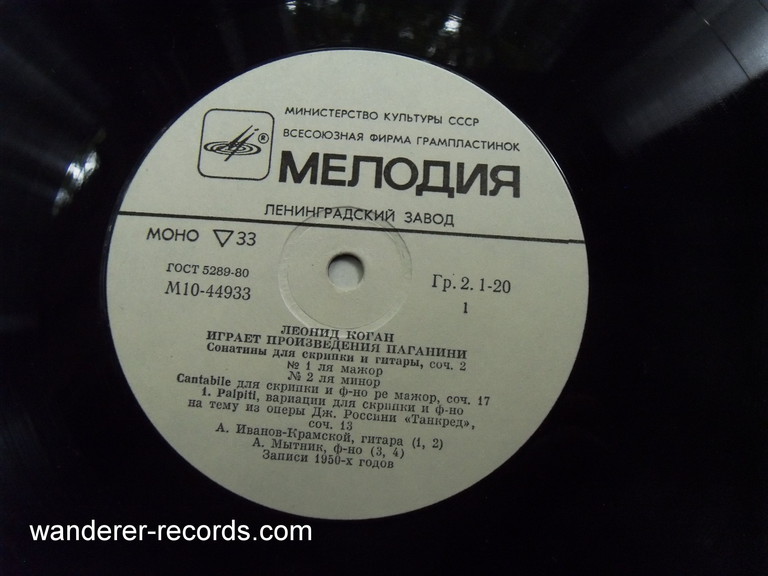 МИНИСТЕРСТВО КУЛЬТУРЫ СССР
ВСЕСОЮЗНАЯ ФИРМА ГРАМПЛАСТИНОК
®
МЕЛОДИЯ
ЛЕНИНГРАДСКИЙ ЗАВОД
МОНО ▽33
ГОСТ 5289-80
М10-44933
Гр. 2. 1-20
1
ЛЕОНИД КОГАН
ИГРАЕТ ПРОИЗВЕДЕНИЯ ПАГАНИНИ
Сонатины для скрипки и гитары, соч. 2
№ 1 ля мажор
№ 2 ля минор
Cantabile для скрипки и ф-но ре мажор, соч. 17
1. Palpiti, вариации для скрипки и ф-но
на тему из оперы Дж. Россини «Танкред»,
соч. 13
А. Иванов-Крамской, гитара (1, 2)
А. Мытник, ф-но (3, 4)
Записи 1950-х годов
wanderer-records.com